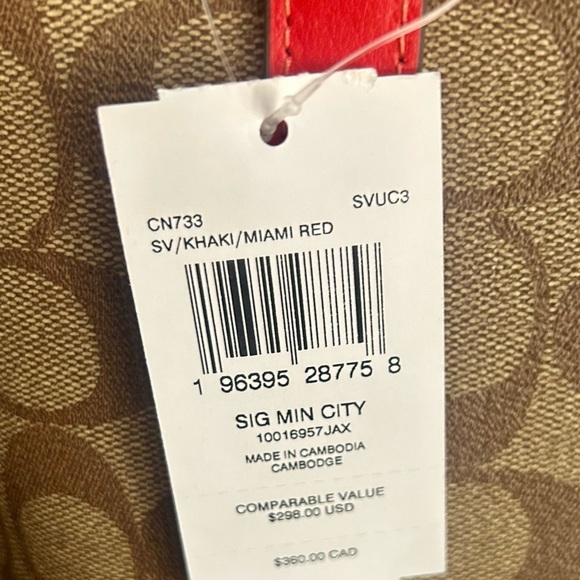 CN733 SVUC3
SV/KHAKI/MIAMI RED
1 96395 28775 8
SIG MIN CITY
10016957JAX
MADE IN CAMBODIA
CAMBODGE
COMPARABLE VALUE
$298.00 USD
$360.00 CAD